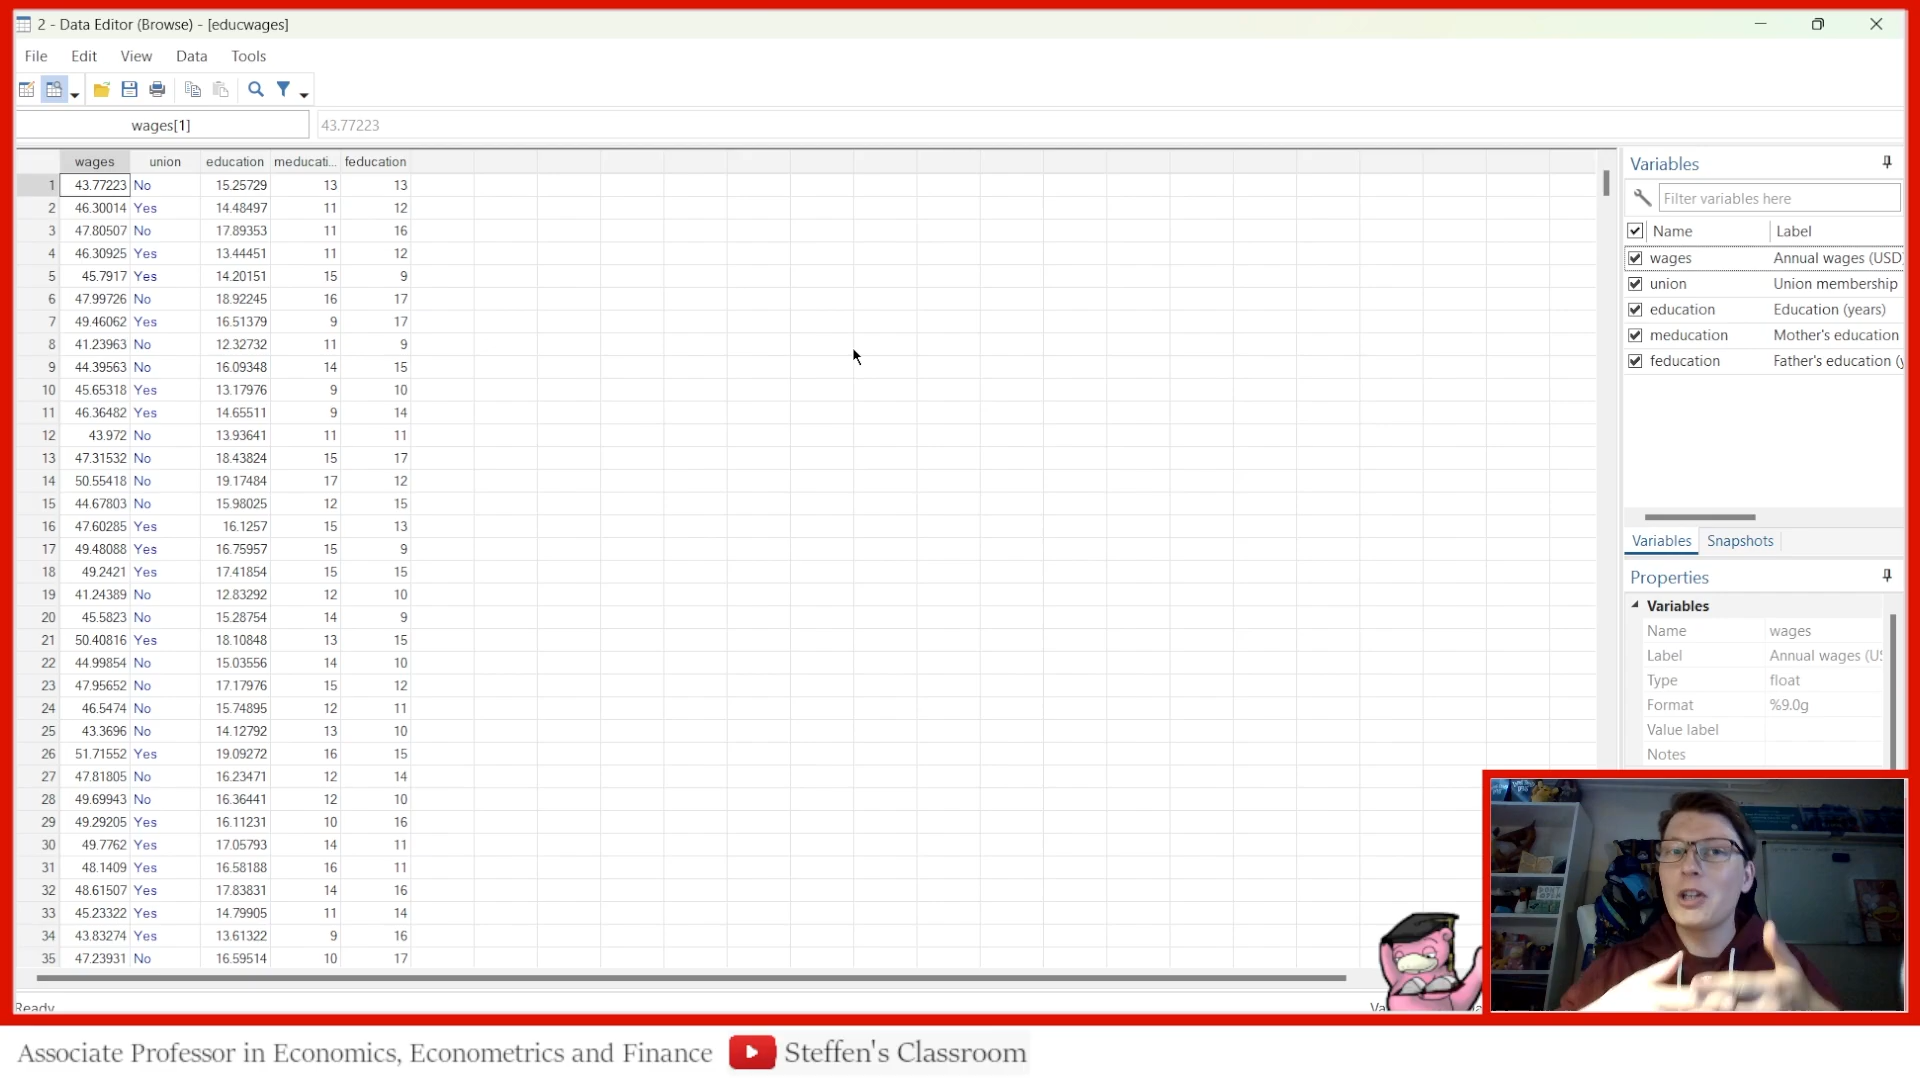 2 - Data Editor (Browse) - [educwages]
File Edit View Data Tools
wages[1] 43.77223
wages union education meducati... feducation
1 43.77223 No 15.25729 13 13
2 46.30014 Yes 14.48497 11 12
3 47.80507 No 17.89353 11 16
4 46.30925 Yes 13.44451 11 12
5 45.7917 Yes 14.20151 15 9
6 47.99726 No 18.92245 16 17
7 49.46062 Yes 16.51379 9 17
8 41.23963 No 12.32732 11 9
9 44.39563 No 16.09348 14 15
10 45.65318 Yes 13.17976 9 10
11 46.36482 Yes 14.65511 9 14
12 43.972 No 13.93641 11 11
13 47.31532 No 18.43824 15 17
14 50.55418 No 19.17484 17 12
15 44.67803 No 15.98025 12 15
16 47.60285 Yes 16.1257 15 13
17 49.48088 Yes 16.75957 15 9
18 49.2421 Yes 17.41854 15 15
19 41.24389 No 12.83292 12 10
20 45.5823 No 15.28754 14 9
21 50.40816 Yes 18.10848 13 15
22 44.99854 No 15.03556 14 10
23 47.95652 No 17.17976 15 12
24 46.5474 No 15.74895 12 11
25 43.3696 No 14.12792 13 10
26 51.71552 Yes 19.09272 16 15
27 47.81805 No 16.23471 12 14
28 49.69943 No 16.36441 12 10
29 49.29205 Yes 16.11231 10 16
30 49.7762 Yes 17.05793 14 11
31 48.1409 Yes 16.58188 16 11
32 48.61507 Yes 17.83831 14 16
33 45.23322 Yes 14.79905 11 14
34 43.83274 Yes 13.61322 9 16
35 47.23931 No 16.59514 10 17
Ready
Variables
Filter variables here
Name Label
wages Annual wages (USD
union Union membership
education Education (years)
meducation Mother's education
feducation Father's education (
Variables Snapshots
Properties
Variables
Name wages
Label Annual wages (U
Type float
Format %9.0g
Value label
Notes
Associate Professor in Economics, Econometrics and Finance Steffen's Classroom